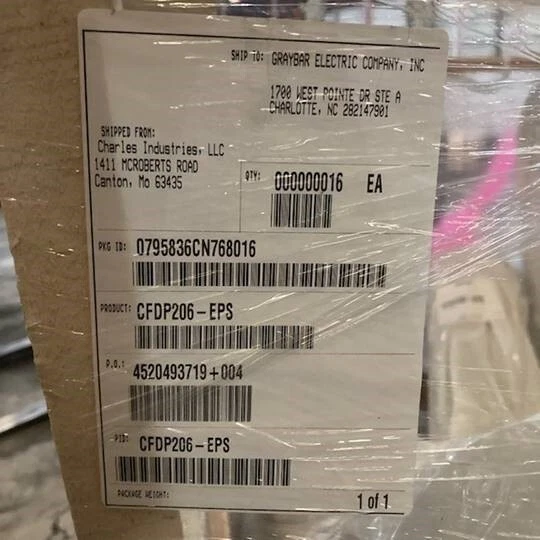 SHIP TO: GRAYBAR ELECTRIC COMPANY, INC
1700 WEST POINTE DR STE A
CHARLOTTE, NC 282147901
SHIPPED FROM:
Charles Industries, LLC
1411 MCROBERTS ROAD
Canton, Mo 63435
QTY: 000000016 EA
PKG ID: 0795836CN768016
PRODUCT: CFDP206-EPS
P.O.: 4520493719+004
PID: CFDP206-EPS
PACKAGE WEIGHT:
1 of 1